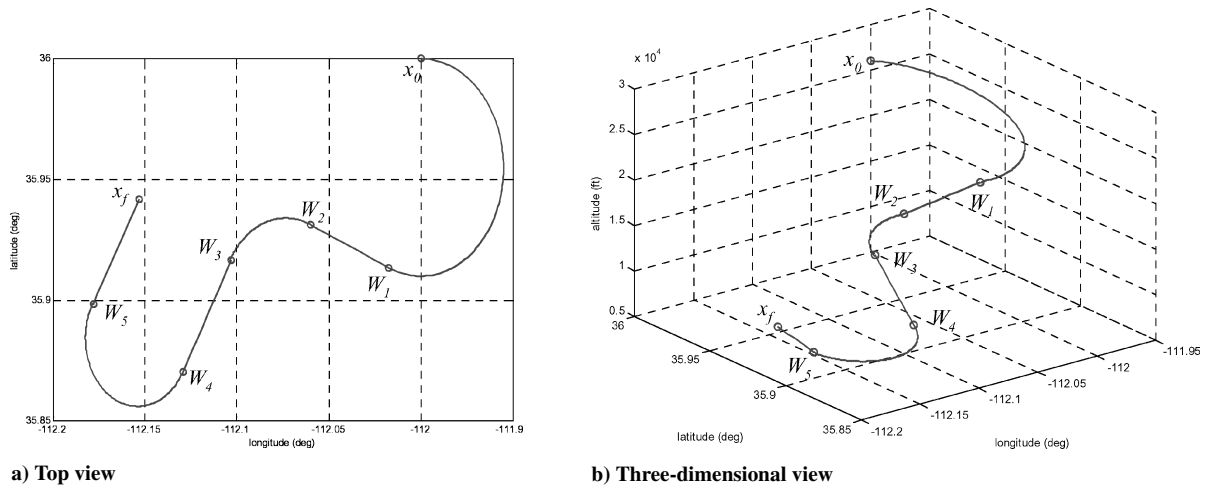 36
35.95
35.9
35.85
latitude (deg)
-112.2
-112.15
-112.1
-112.05
-112
-111.9
longitude (deg)
x0
W1
W2
W3
W4
W5
xf
a) Top view
x 10^4
3
2.5
2
1.5
1
0.5
altitude (ft)
36
35.95
35.9
35.85
latitude (deg)
-112.2
-112.15
-112.1
-112.05
-112
-111.95
longitude (deg)
x0
W1
W2
W3
W4
W5
xf
b) Three-dimensional view